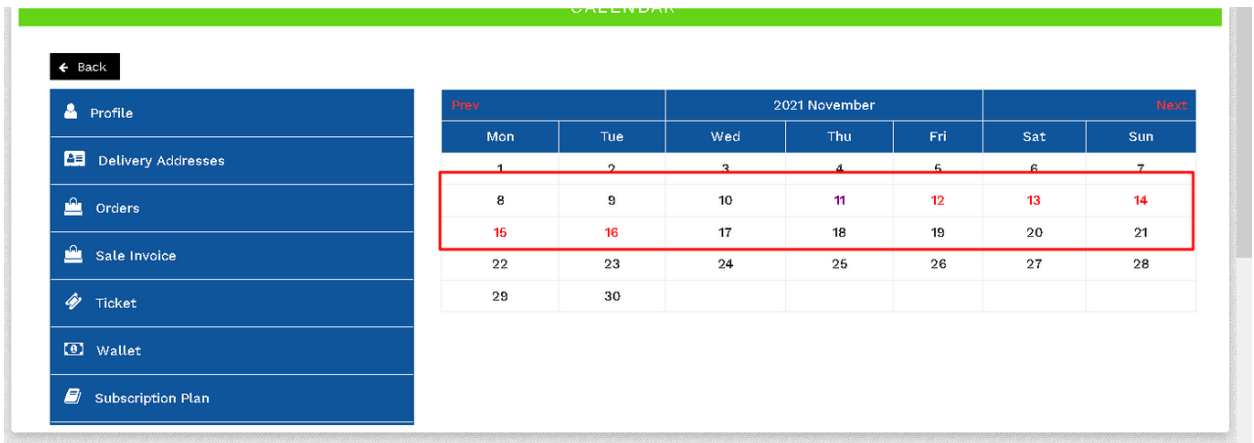 CALENDAR
Back
Profile
Delivery Addresses
Orders
Sale Invoice
Ticket
Wallet
Subscription Plan
Prev 2021 November Next
Mon Tue Wed Thu Fri Sat Sun
1 2 3 4 5 6 7
8 9 10 11 12 13 14
15 16 17 18 19 20 21
22 23 24 25 26 27 28
29 30